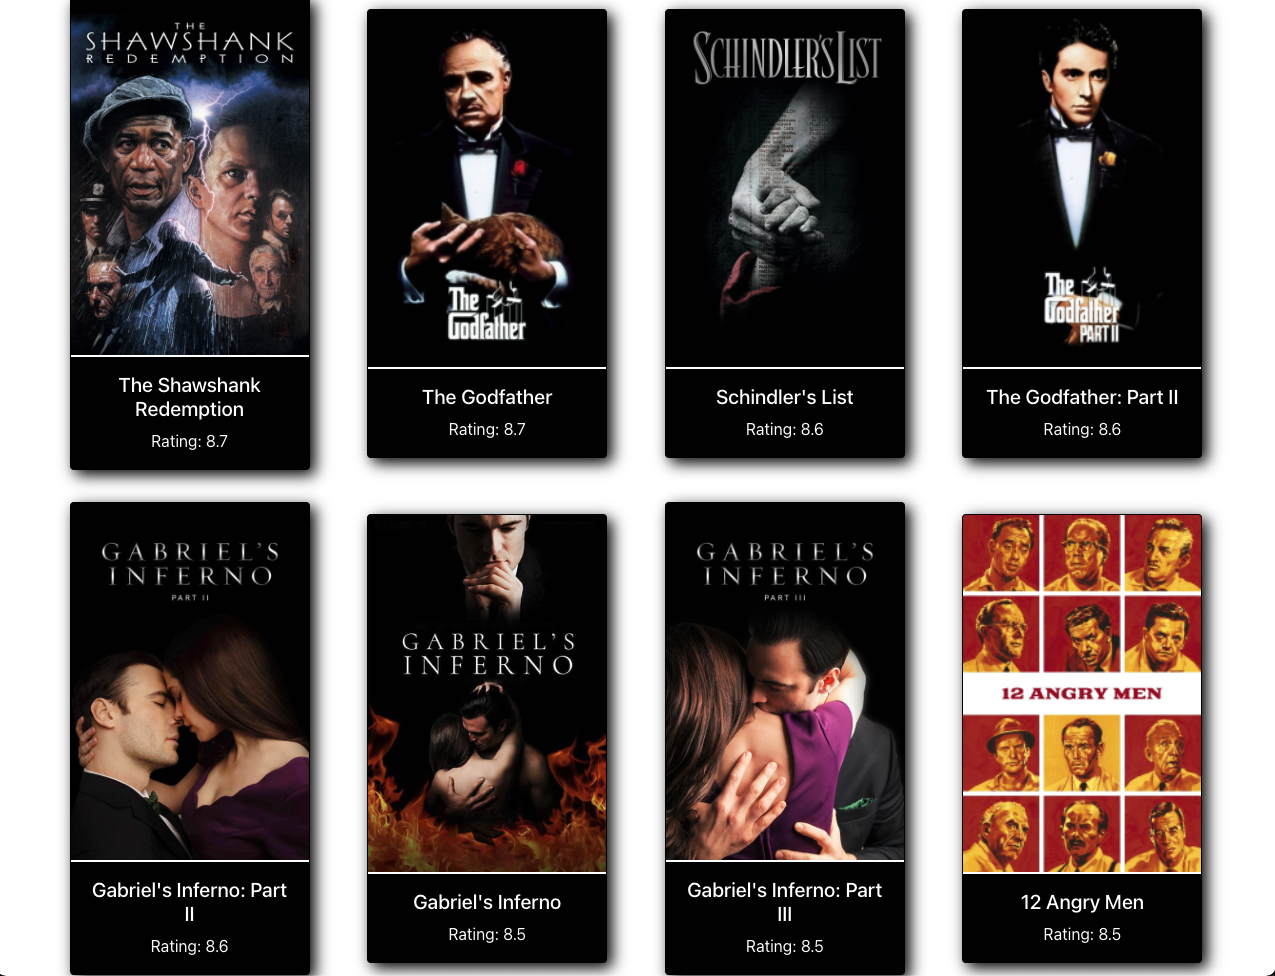 THE
SHAWSHANK
REDEMPTION
The Shawshank
Redemption
Rating: 8.7
The
Godfather
The Godfather
Rating: 8.7
SCHINDLER'S LIST
Schindler's List
Rating: 8.6
The
Godfather
PART II
The Godfather: Part II
Rating: 8.6
GABRIEL'S
INFERNO
PART II
Gabriel's Inferno: Part
II
Rating: 8.6
GABRIEL'S
INFERNO
Gabriel's Inferno
Rating: 8.5
GABRIEL'S
INFERNO
PART III
Gabriel's Inferno: Part
III
Rating: 8.5
12 ANGRY MEN
12 Angry Men
Rating: 8.5